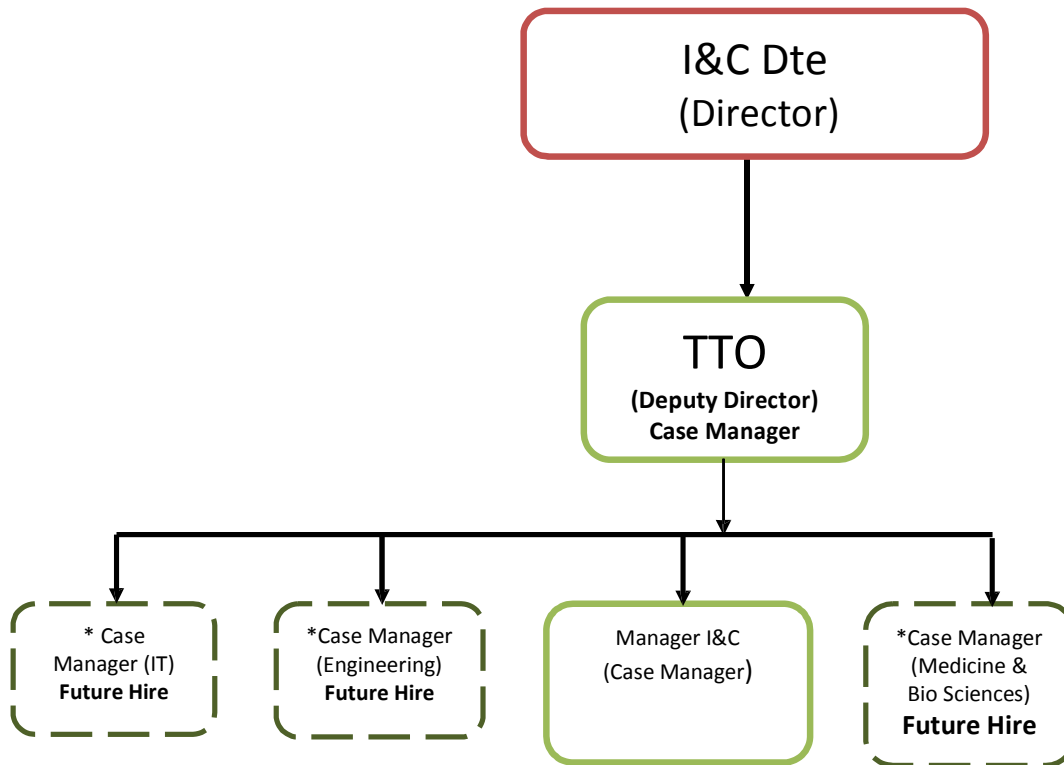 I&C Dte
(Director)
TTO
(Deputy Director)
Case Manager
* Case
Manager (IT)
Future Hire
*Case Manager
(Engineering)
Future Hire
Manager I&C
(Case Manager)
*Case Manager
(Medicine &
Bio Sciences)
Future Hire